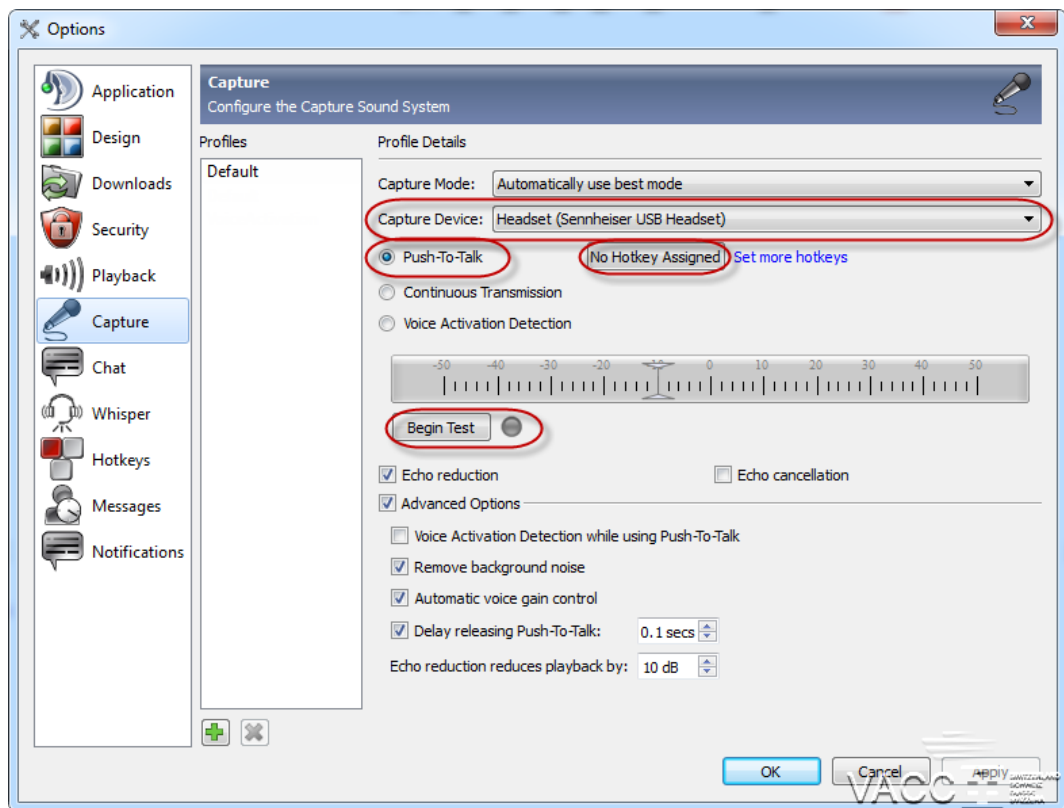 Options
Application
Design
Downloads
Security
Playback
Capture
Chat
Whisper
Hotkeys
Messages
Notifications
Capture
Configure the Capture Sound System
Profiles
Default
Profile Details
Capture Mode: Automatically use best mode
Capture Device: Headset (Sennheiser USB Headset)
Push-To-Talk No Hotkey Assigned Set more hotkeys
Continuous Transmission
Voice Activation Detection
-50 -40 -30 -20 -10 0 10 20 30 40 50
Begin Test
Echo reduction Echo cancellation
Advanced Options
Voice Activation Detection while using Push-To-Talk
Remove background noise
Automatic voice gain control
Delay releasing Push-To-Talk: 0.1 secs
Echo reduction reduces playback by: 10 dB
OK Cancel Apply
VACC